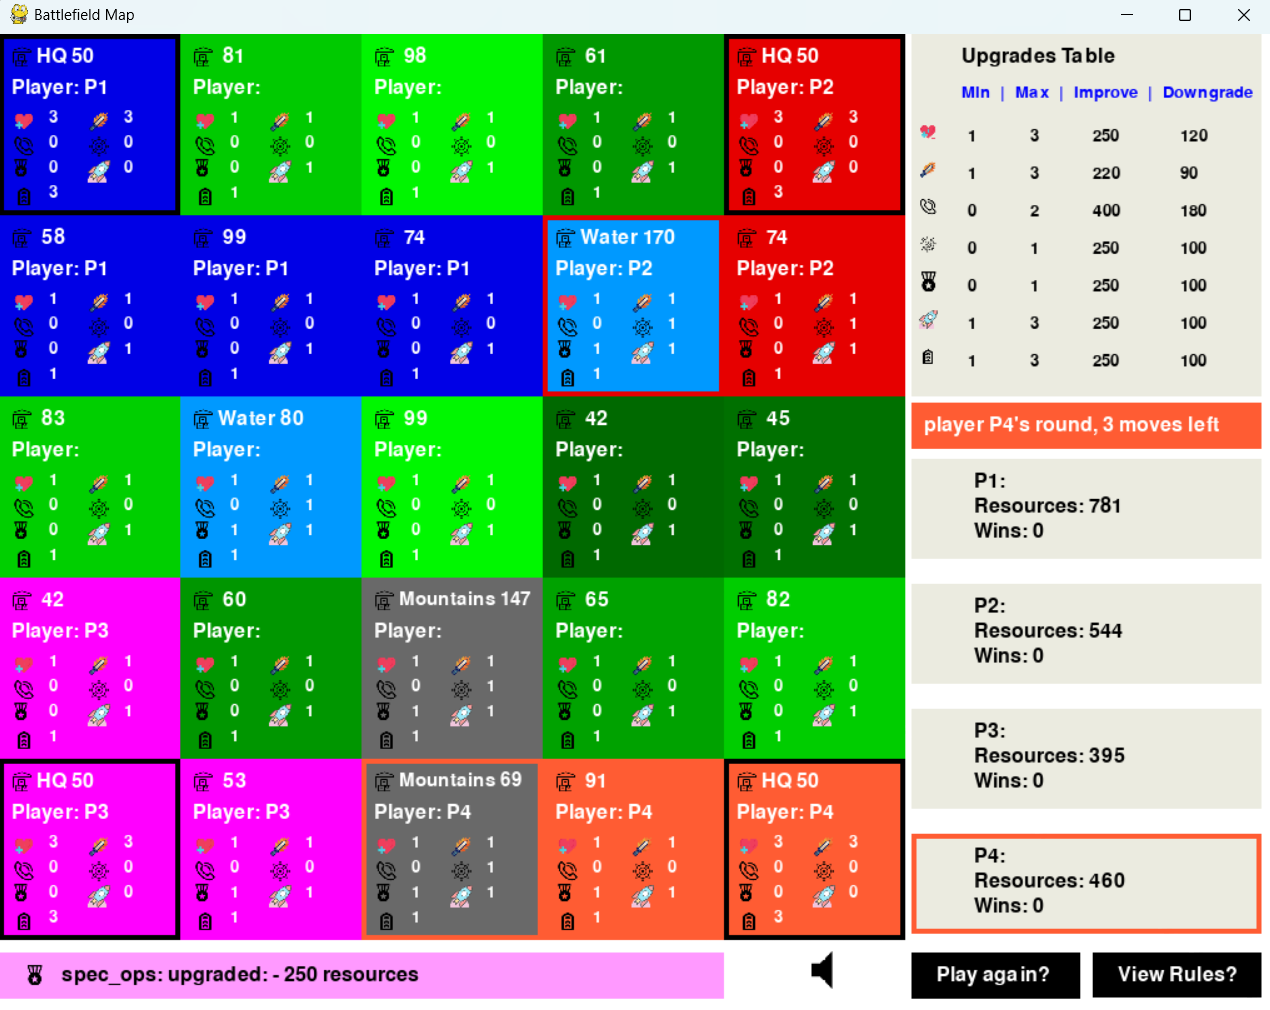 Battlefield Map
HQ 50
Player: P1
3 3
0 0
0 0
3
81
Player:
1 1
0 0
0 1
1
98
Player:
1 1
0 0
0 1
1
61
Player:
1 1
0 0
0 1
1
HQ 50
Player: P2
3 3
0 0
0 0
3
58
Player: P1
1 1
0 0
0 1
1
99
Player: P1
1 1
0 0
0 1
1
74
Player: P1
1 1
0 0
0 1
1
Water 170
Player: P2
1 1
0 1
1 1
1
74
Player: P2
1 1
0 1
0 1
1
83
Player:
1 1
0 0
0 1
1
Water 80
Player:
1 1
0 1
1 1
1
99
Player:
1 1
0 0
0 1
1
42
Player:
1 1
0 0
0 1
1
45
Player:
1 1
0 0
0 1
1
42
Player: P3
1 1
0 0
0 1
1
60
Player:
1 1
0 0
0 1
1
Mountains 147
Player:
1 1
0 1
1 1
1
65
Player:
1 1
0 0
0 1
1
82
Player:
1 1
0 0
0 1
1
HQ 50
Player: P3
3 3
0 0
0 0
3
53
Player: P3
1 1
0 0
1 1
1
Mountains 69
Player: P4
1 1
0 1
1 1
1
91
Player: P4
1 1
0 0
1 1
1
HQ 50
Player: P4
3 3
0 0
0 0
3
Upgrades Table
Min | Max | Improve | Downgrade
1 3 250 120
1 3 220 90
0 2 400 180
0 1 250 100
0 1 250 100
1 3 250 100
1 3 250 100
player P4's round, 3 moves left
P1:
Resources: 781
Wins: 0
P2:
Resources: 544
Wins: 0
P3:
Resources: 395
Wins: 0
P4:
Resources: 460
Wins: 0
spec_ops: upgraded: - 250 resources
Play again?
View Rules?